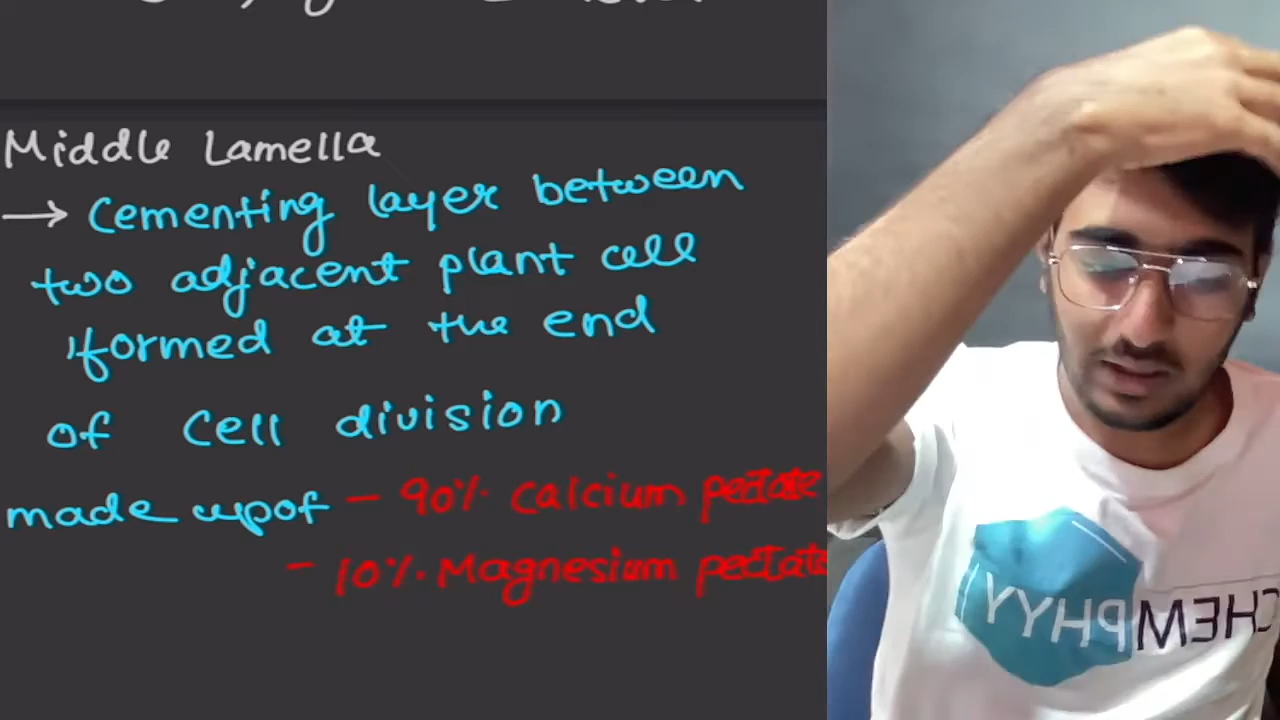 Middle Lamella
→ Cementing layer between
two adjacent plant cell
formed at the end
of cell division
made upof – 90%. Calcium pectate
– 10%. Magnesium pectate
CHEMPHYY